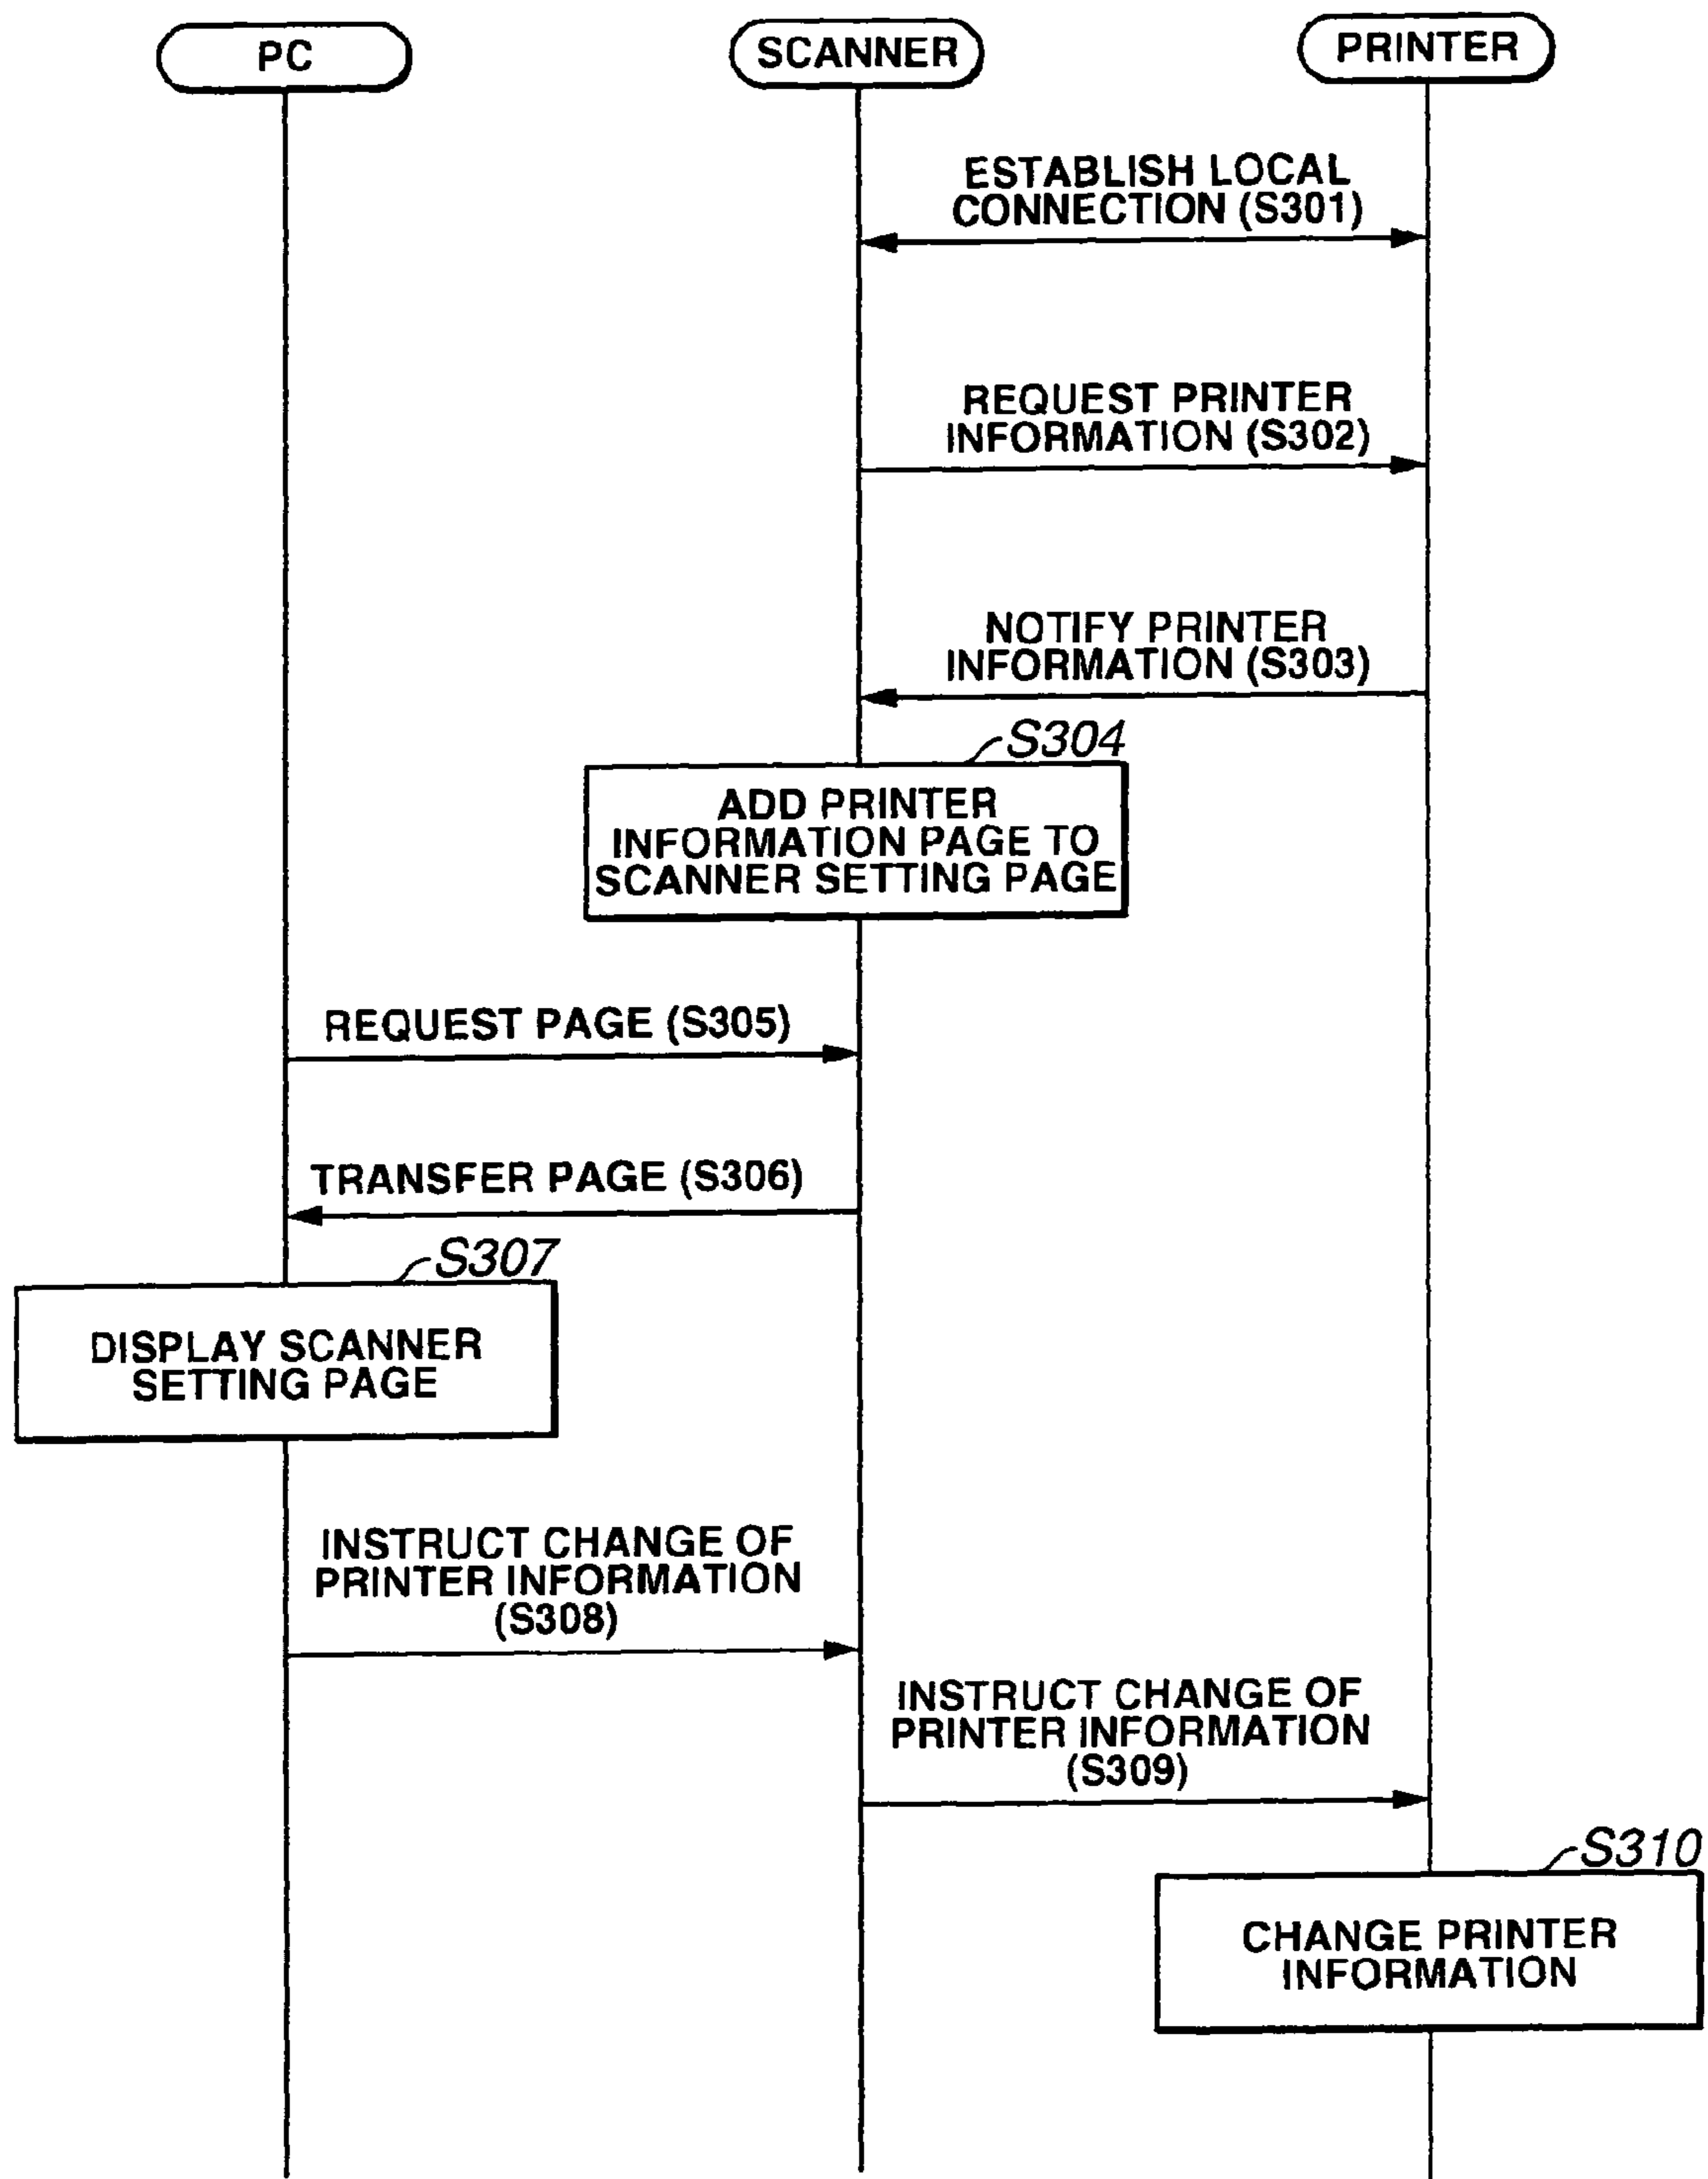 PC
SCANNER
PRINTER
ESTABLISH LOCAL
CONNECTION (S301)
REQUEST PRINTER
INFORMATION (S302)
NOTIFY PRINTER
INFORMATION (S303)
S304
ADD PRINTER
INFORMATION PAGE TO
SCANNER SETTING PAGE
REQUEST PAGE (S305)
TRANSFER PAGE (S306)
S307
DISPLAY SCANNER
SETTING PAGE
INSTRUCT CHANGE OF
PRINTER INFORMATION
(S308)
INSTRUCT CHANGE OF
PRINTER INFORMATION
(S309)
S310
CHANGE PRINTER
INFORMATION